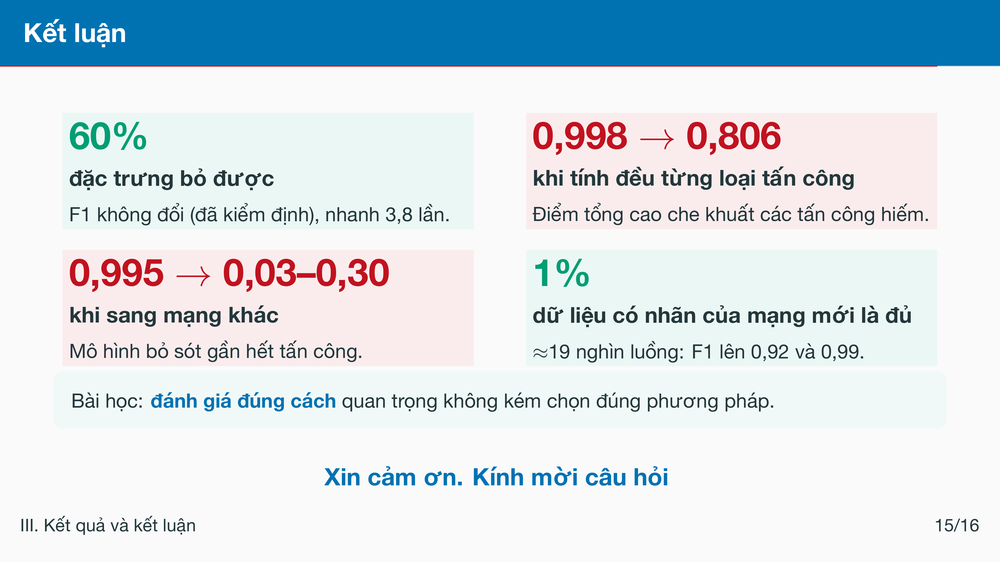 Kết luận
60%
đặc trưng bỏ được
F1 không đổi (đã kiểm định), nhanh 3,8 lần.
0,998 → 0,806
khi tính đều từng loại tấn công
Điểm tổng cao che khuất các tấn công hiếm.
0,995 → 0,03–0,30
khi sang mạng khác
Mô hình bỏ sót gần hết tấn công.
1%
dữ liệu có nhãn của mạng mới là đủ
≈19 nghìn luồng: F1 lên 0,92 và 0,99.
Bài học: đánh giá đúng cách quan trọng không kém chọn đúng phương pháp.
Xin cảm ơn. Kính mời câu hỏi
III. Kết quả và kết luận
15/16